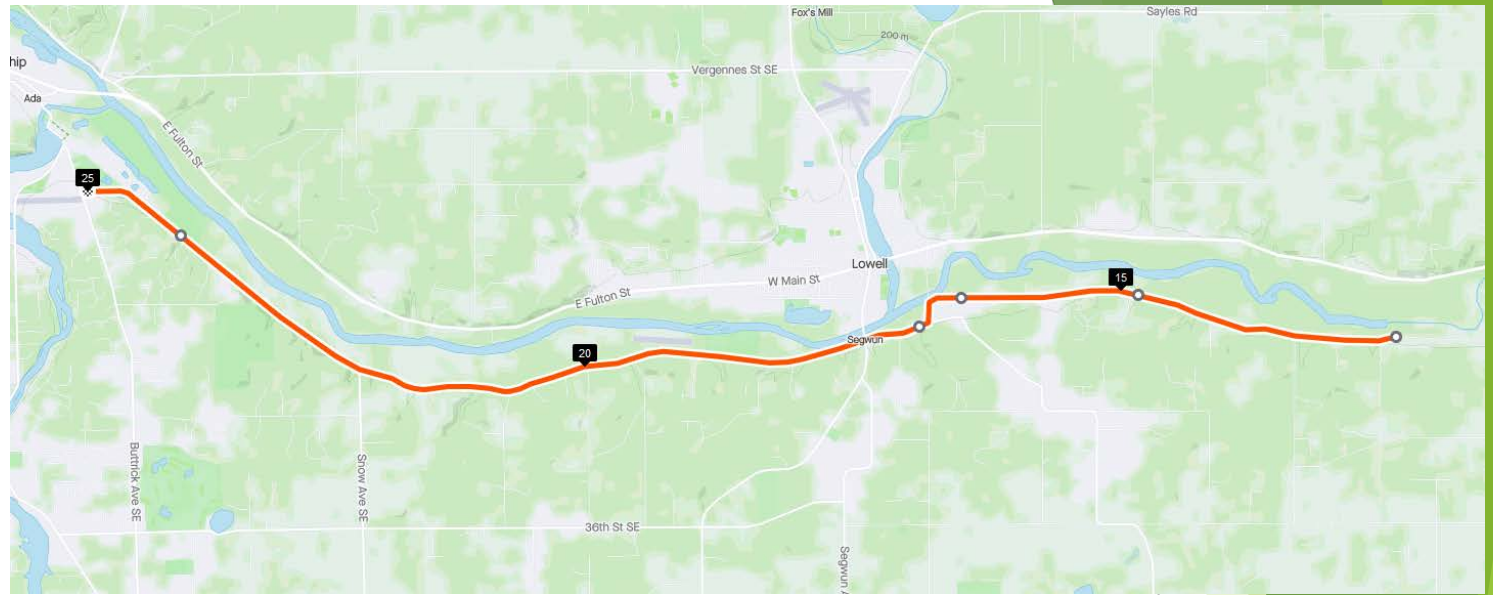 Fox's Mill
Sayles Rd
200 m
hip
Vergennes St SE
Ada
E Fulton St
25
Lowell
W Main St
15
E Fulton St
Segwun
20
Buttrick Ave SE
Snow Ave SE
36th St SE
Segwun A